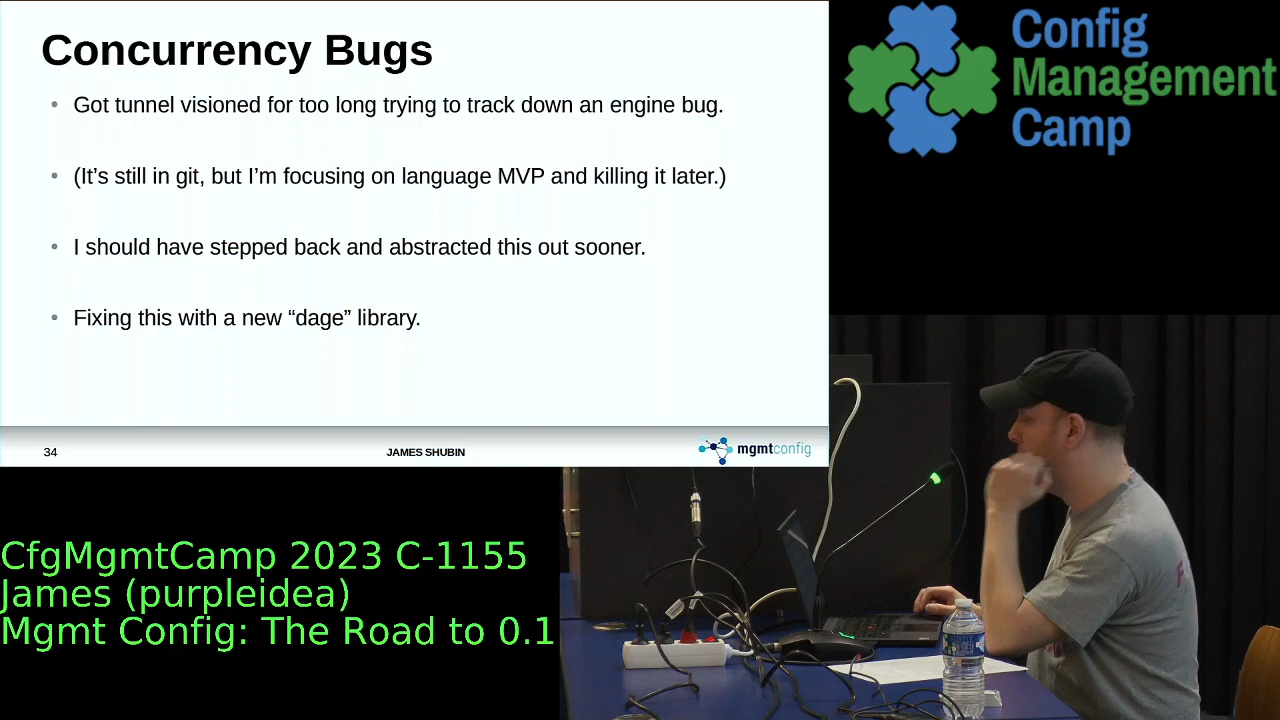 Concurrency Bugs
• Got tunnel visioned for too long trying to track down an engine bug.
• (It’s still in git, but I’m focusing on language MVP and killing it later.)
• I should have stepped back and abstracted this out sooner.
• Fixing this with a new “dage” library.
34
JAMES SHUBIN
mgmtconfig
Config
Management
Camp
CfgMgmtCamp 2023 C-1155
James (purpleidea)
Mgmt Config: The Road to 0.1